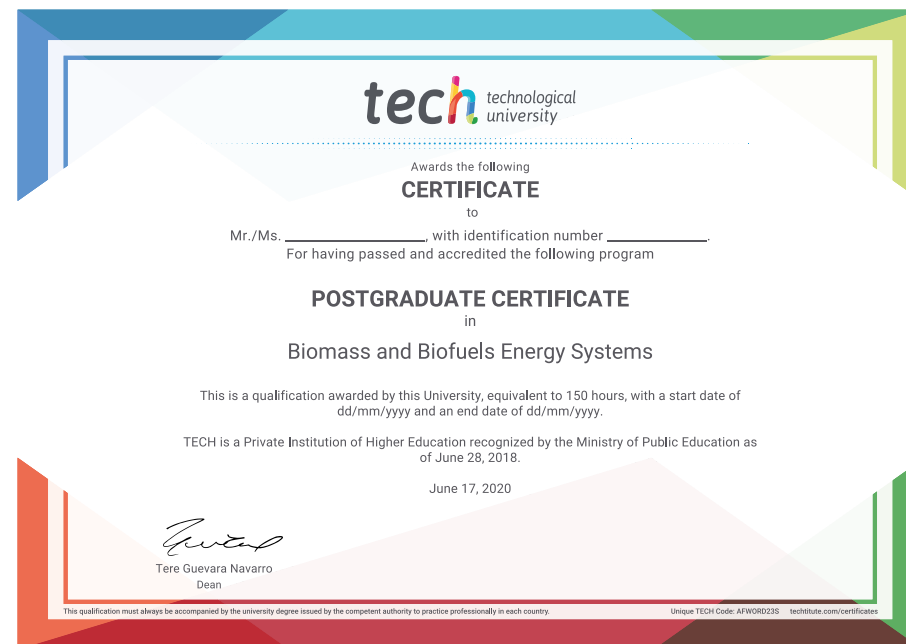 tech technological
university
Awards the following
CERTIFICATE
to
Mr./Ms. ____________, with identification number ____________.
For having passed and accredited the following program
POSTGRADUATE CERTIFICATE
in
Biomass and Biofuels Energy Systems
This is a qualification awarded by this University, equivalent to 150 hours, with a start date of
dd/mm/yyyy and an end date of dd/mm/yyyy.
TECH is a Private Institution of Higher Education recognized by the Ministry of Public Education as
of June 28, 2018.
June 17, 2020
Tere Guevara Navarro
Dean
This qualification must always be accompanied by the university degree issued by the competent authority to practice professionally in each country. Unique TECH Code: AFWORD23S techtitute.com/certificates